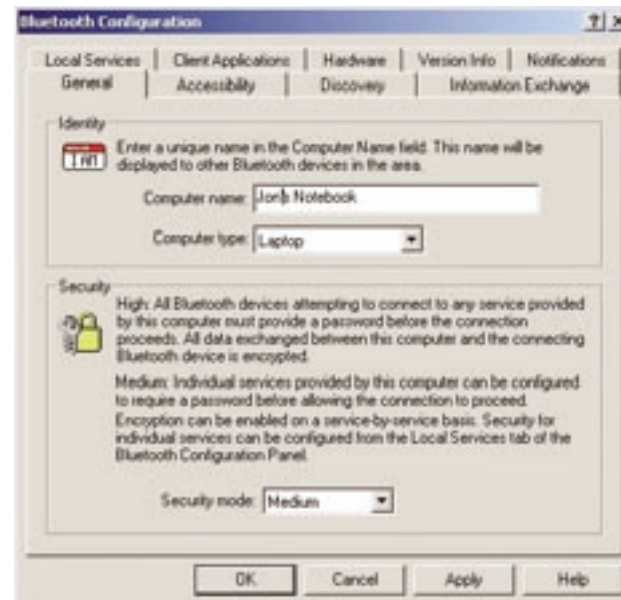 Bluetooth Configuration
Local Services Client Applications Hardware Version Info Notifications
General Accessibility Discovery Information Exchange
Identity
I AM
Enter a unique name in the Computer Name field. This name will be
displayed to other Bluetooth devices in the area.
Computer name: Jon's Notebook
Computer type: Laptop
Security
High: All Bluetooth devices attempting to connect to any service provided
by this computer must provide a password before the connection
proceeds. All data exchanged between this computer and the connecting
Bluetooth device is encrypted.
Medium: Individual services provided by this computer can be configured
to require a password before allowing the connection to proceed.
Encryption can be enabled on a service-by-service basis. Security for
individual services can be configured from the Local Services tab of the
Bluetooth Configuration Panel.
Security mode: Medium
OK Cancel Apply Help